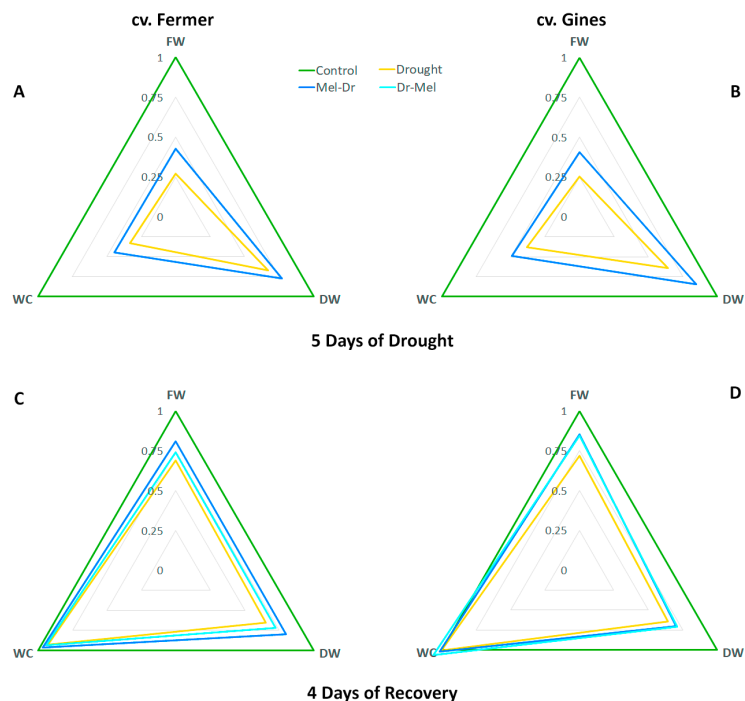 cv. Fermer
cv. Gines
FW
FW
A
Control
Drought
B
Mel-Dr
Dr-Mel
1
0.75
0.5
0.25
0
WC
DW
1
0.75
0.5
0.25
0
WC
DW
5 Days of Drought
C
FW
FW
D
1
0.75
0.5
0.25
0
WC
DW
1
0.75
0.5
0.25
0
WC
DW
4 Days of Recovery